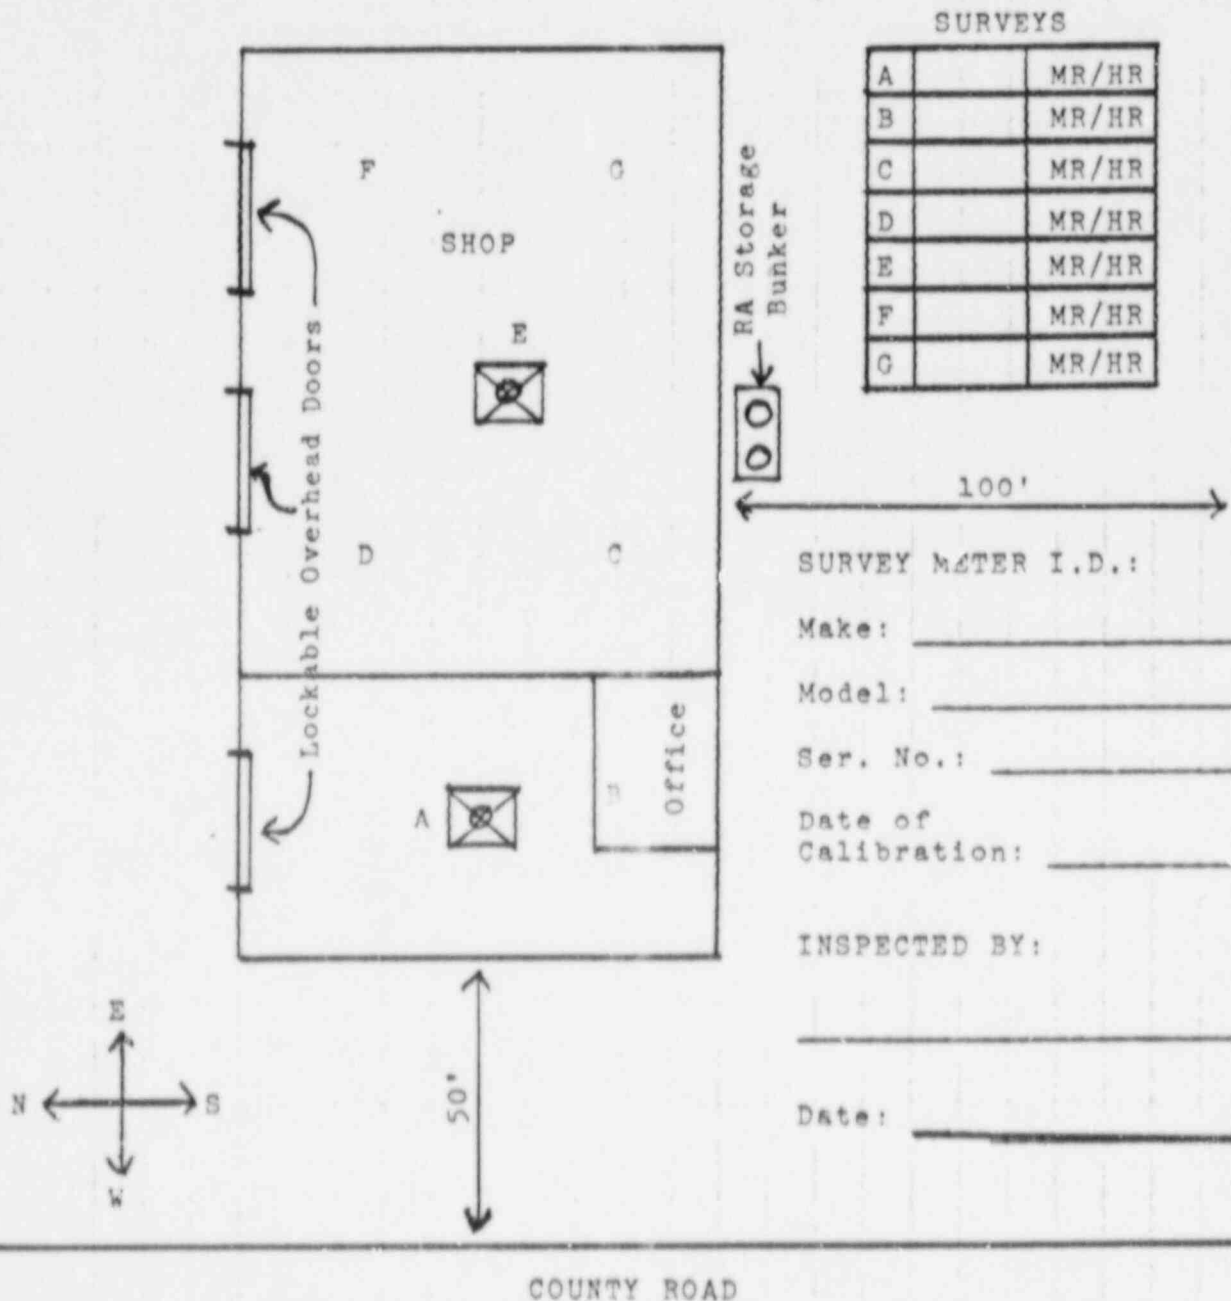 SURVEYS
A MR/HR
B MR/HR
C MR/HR
D MR/HR
E MR/HR
F MR/HR
G MR/HR
F
G
SHOP
E
RA Storage
Bunker
Lockable Overhead Doors
D
C
100'
SURVEY METER I.D.:
Make:
Model:
Ser. No.:
Date of
Calibration:
INSPECTED BY:
Date:
Office
A
B
E
N
S
W
50'
COUNTY ROAD